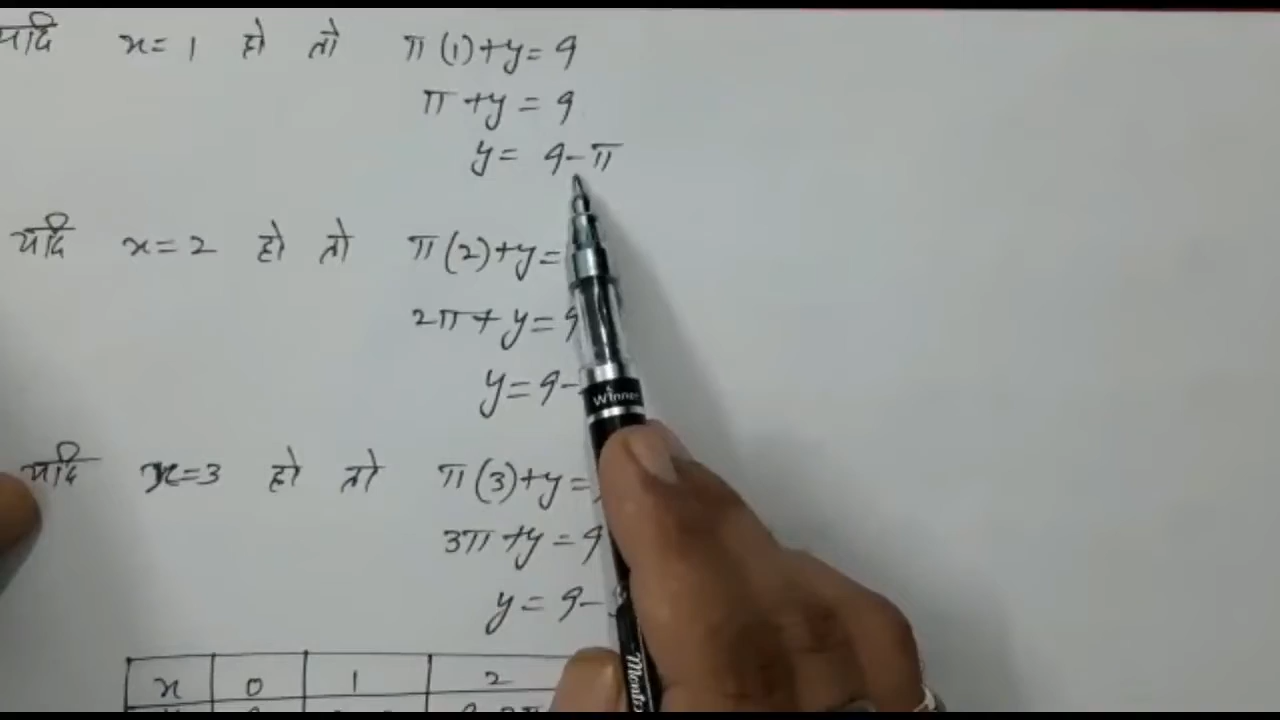 यदि x=1 हो तो π(1)+y=9
π+y=9
y=9-π
यदि x=2 हो तो π(2)+y=
2π+y=9
y=9-
यदि x=3 हो तो π(3)+y=
3π+y=9
y=9-
x 0 1 2
Winner